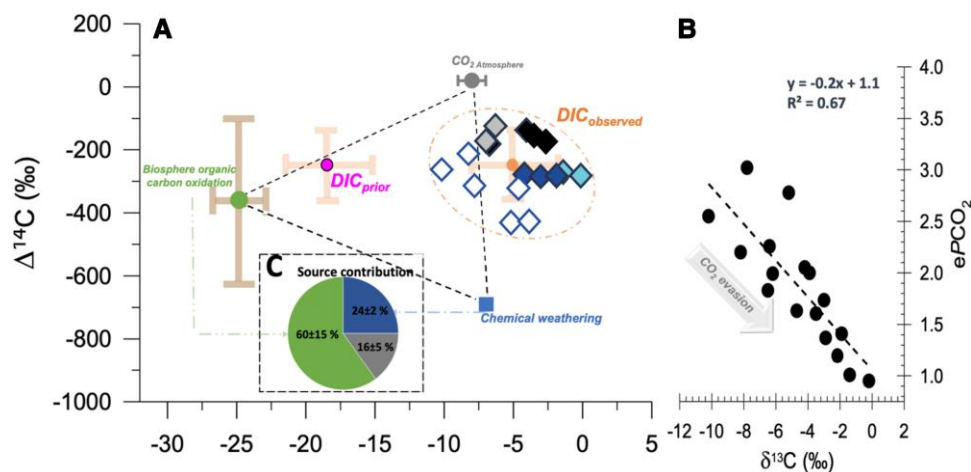 A
B
200
0
-200
-400
-600
-800
-1000
Δ14C (‰)
CO2 Atmosphere
DICobserved
Biosphere organic
carbon oxidation
DICprior
C
Source contribution
24±2 %
60±15 %
16±5 %
Chemical weathering
-30 -25 -20 -15 -10 -5 0 5
y = -0.2x + 1.1
R² = 0.67
4.0
3.5
3.0
2.5
2.0
1.5
1.0
ePCO2
CO2 evasion
-12 -10 -8 -6 -4 -2 0 2
δ13C (‰)